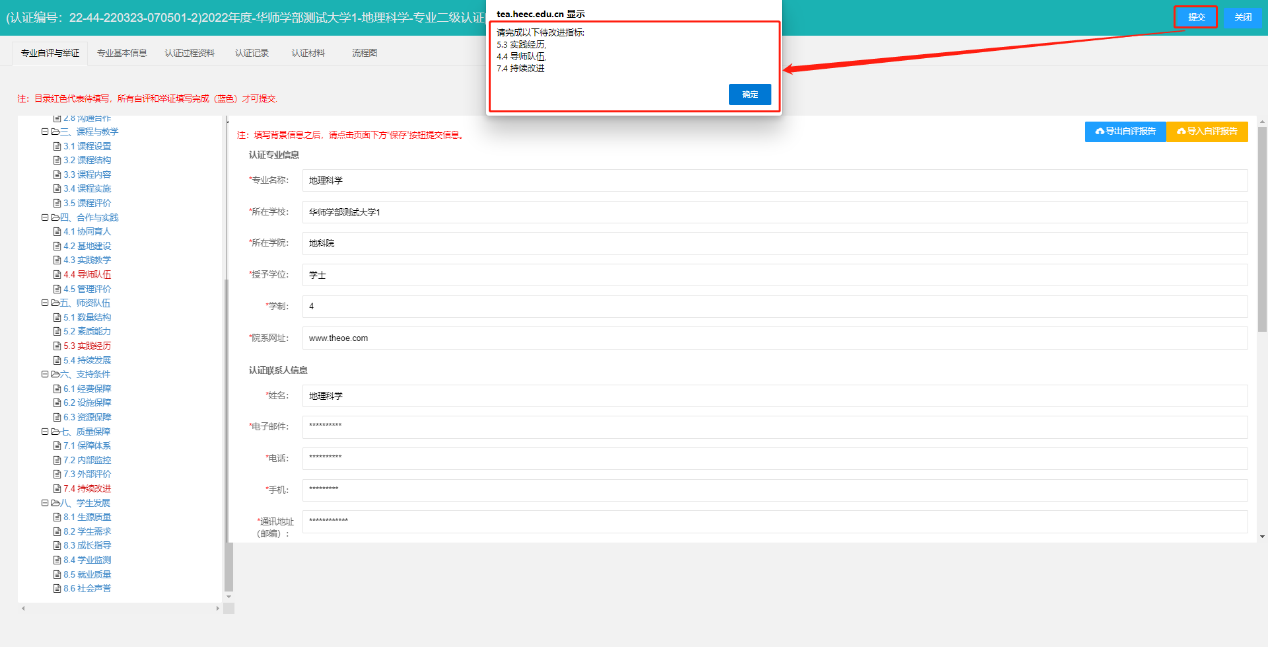 (认证编号：22-44-220323-070501-2)2022年度-华师学部测试大学1-地理科学-专业二级认证
提交
关闭
tea.heec.edu.cn 显示
请完成以下待改进指标:
5.3 实践经历,
4.4 导师队伍,
7.4 持续改进
确定
专业自评与举证
专业基本信息
认证过程资料
认证记录
认证材料
流程图
注：目录红色代表待填写，所有自评和举证填写完成（蓝色）才可提交.
2.8 沟通合作
三、课程与教学
3.1 课程设置
3.2 课程结构
3.3 课程内容
3.4 课程实施
3.5 课程评价
四、合作与实践
4.1 协同育人
4.2 基地建设
4.3 实践教学
4.4 导师队伍
4.5 管理评价
五、师资队伍
5.1 数量结构
5.2 素质能力
5.3 实践经历
5.4 持续发展
六、支持条件
6.1 经费保障
6.2 设施保障
6.3 资源保障
七、质量保障
7.1 保障体系
7.2 内部监控
7.3 外部评价
7.4 持续改进
八、学生发展
8.1 生源质量
8.2 学生需求
8.3 成长指导
8.4 学业监测
8.5 就业质量
8.6 社会声誉
注：填写背景信息之后，请点击页面下方"保存"按钮提交信息。
导出自评报告
导入自评报告
认证专业信息
*专业名称： 地理科学
*所在学校： 华师学部测试大学1
*所在学院： 地科院
*授予学位： 学士
*学制： 4
*院系网址： www.theoe.com
认证联系人信息
*姓名： 地理科学
*电子邮件： **********
*电话： **********
*手机： *********
*通讯地址（邮编）： ************